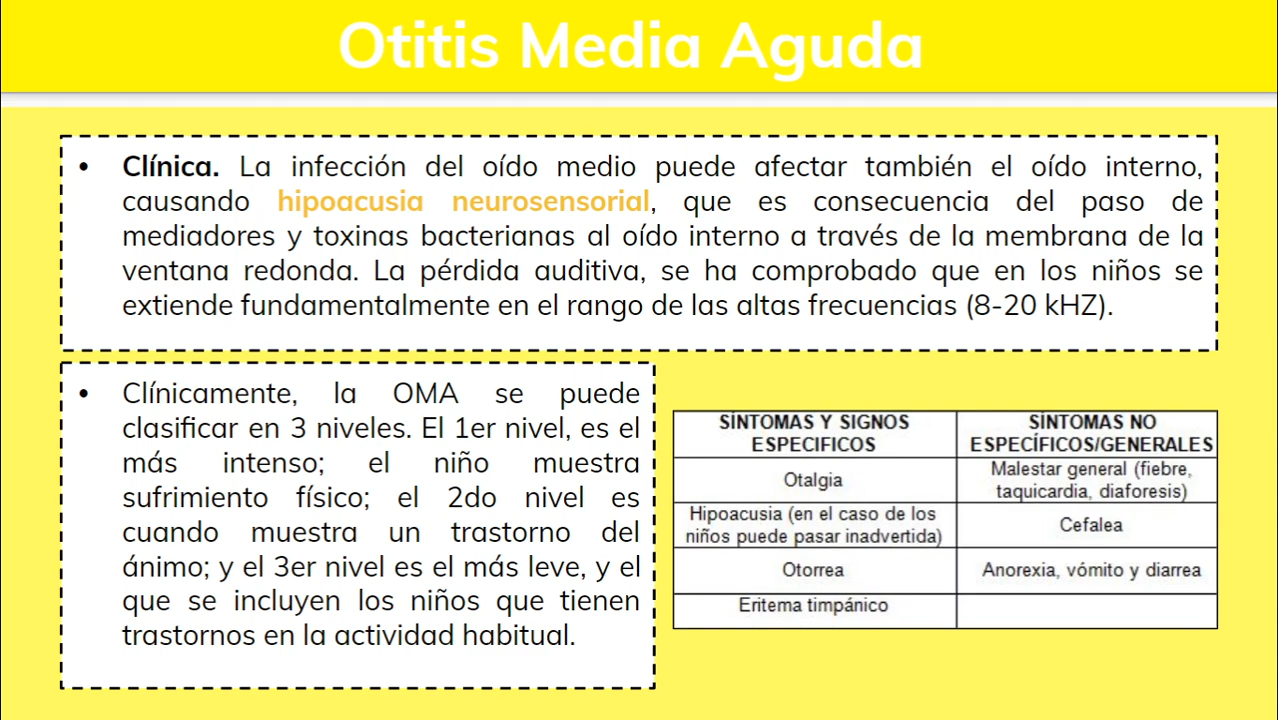 Otitis Media Aguda
• Clínica. La infección del oído medio puede afectar también el oído interno,
causando hipoacusia neurosensorial, que es consecuencia del paso de
mediadores y toxinas bacterianas al oído interno a través de la membrana de la
ventana redonda. La pérdida auditiva, se ha comprobado que en los niños se
extiende fundamentalmente en el rango de las altas frecuencias (8-20 kHZ).
• Clínicamente, la OMA se puede
clasificar en 3 niveles. El 1er nivel, es el
más intenso; el niño muestra
sufrimiento físico; el 2do nivel es
cuando muestra un trastorno del
ánimo; y el 3er nivel es el más leve, y el
que se incluyen los niños que tienen
trastornos en la actividad habitual.
SÍNTOMAS Y SIGNOS
ESPECIFICOS
SÍNTOMAS NO
ESPECÍFICOS/GENERALES
Otalgia
Malestar general (fiebre,
taquicardia, diaforesis)
Hipoacusia (en el caso de los
niños puede pasar inadvertida)
Cefalea
Otorrea
Anorexia, vómito y diarrea
Eritema timpánico